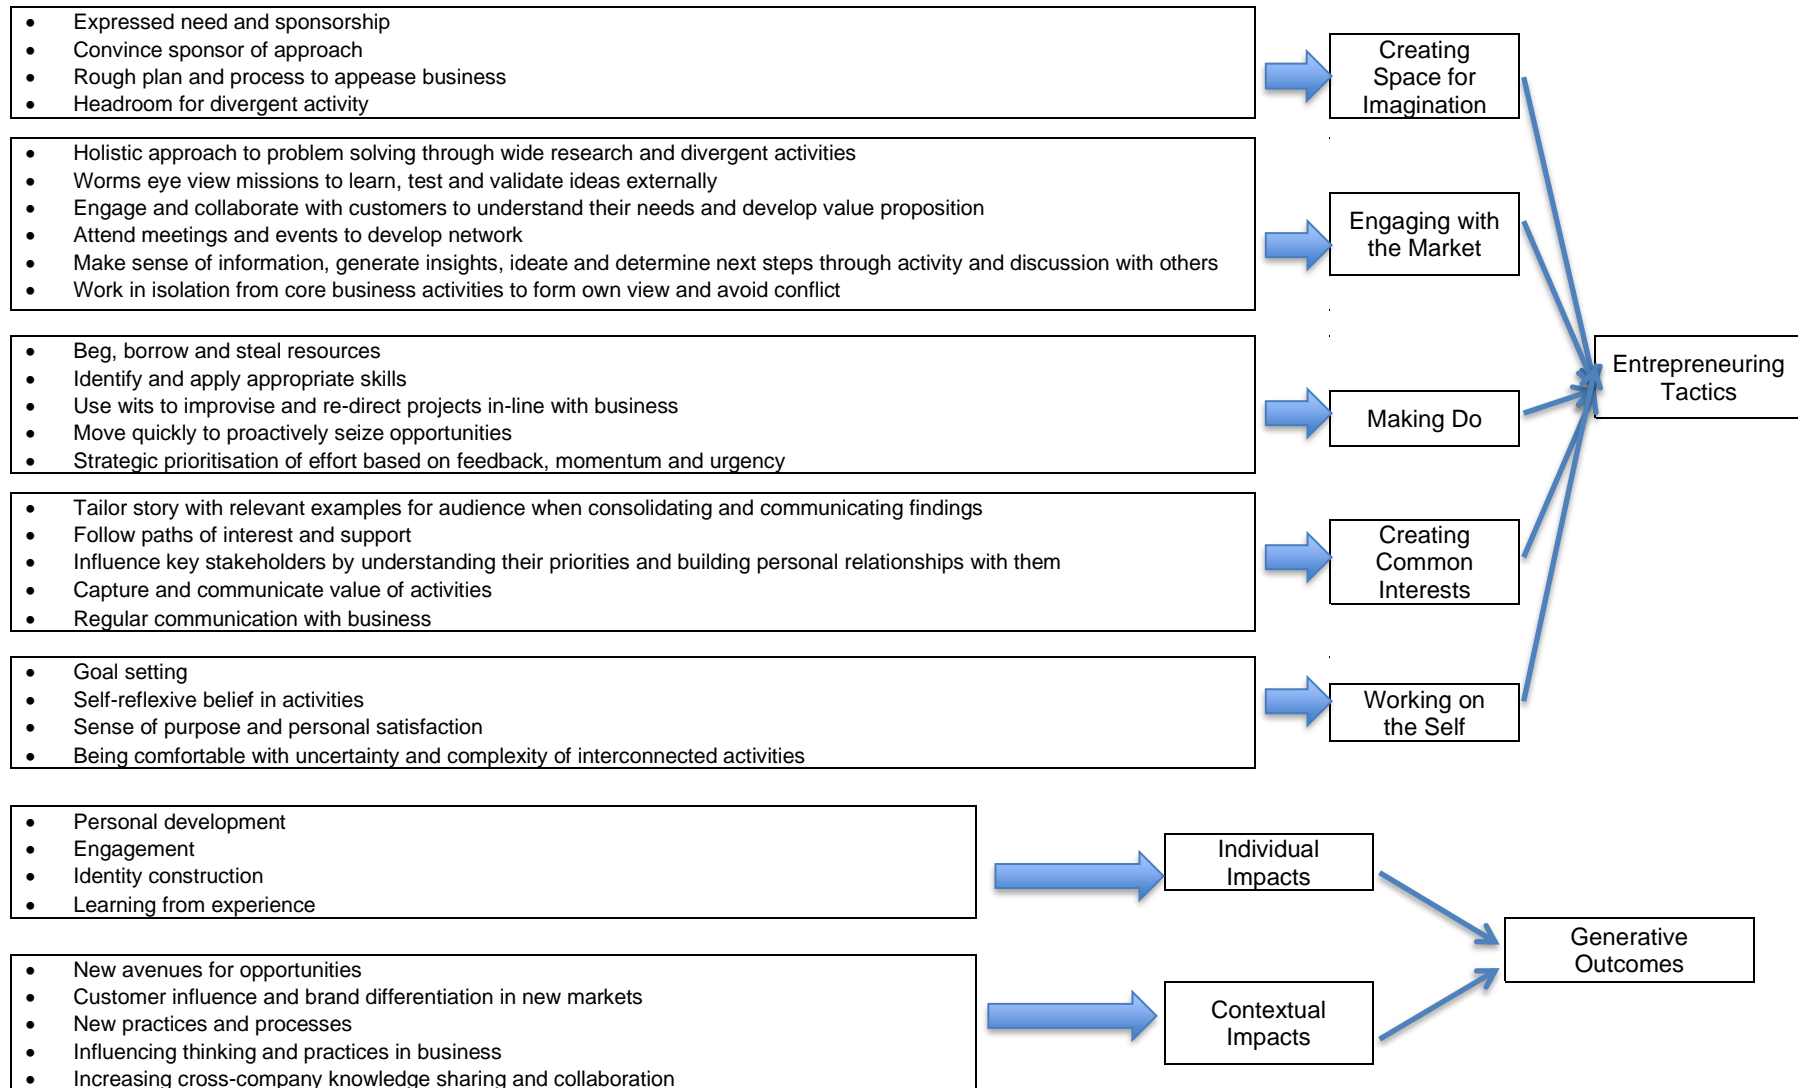 • Expressed need and sponsorship
• Convince sponsor of approach
• Rough plan and process to appease business
• Headroom for divergent activity
Creating
Space for
Imagination
• Holistic approach to problem solving through wide research and divergent activities
• Worms eye view missions to learn, test and validate ideas externally
• Engage and collaborate with customers to understand their needs and develop value proposition
• Attend meetings and events to develop network
• Make sense of information, generate insights, ideate and determine next steps through activity and discussion with others
• Work in isolation from core business activities to form own view and avoid conflict
Engaging with
the Market
• Beg, borrow and steal resources
• Identify and apply appropriate skills
• Use wits to improvise and re-direct projects in-line with business
• Move quickly to proactively seize opportunities
• Strategic prioritisation of effort based on feedback, momentum and urgency
Making Do
Entrepreneuring
Tactics
• Tailor story with relevant examples for audience when consolidating and communicating findings
• Follow paths of interest and support
• Influence key stakeholders by understanding their priorities and building personal relationships with them
• Capture and communicate value of activities
• Regular communication with business
Creating
Common
Interests
• Goal setting
• Self-reflexive belief in activities
• Sense of purpose and personal satisfaction
• Being comfortable with uncertainty and complexity of interconnected activities
Working on
the Self
• Personal development
• Engagement
• Identity construction
• Learning from experience
Individual
Impacts
Generative
Outcomes
• New avenues for opportunities
• Customer influence and brand differentiation in new markets
• New practices and processes
• Influencing thinking and practices in business
• Increasing cross-company knowledge sharing and collaboration
Contextual
Impacts